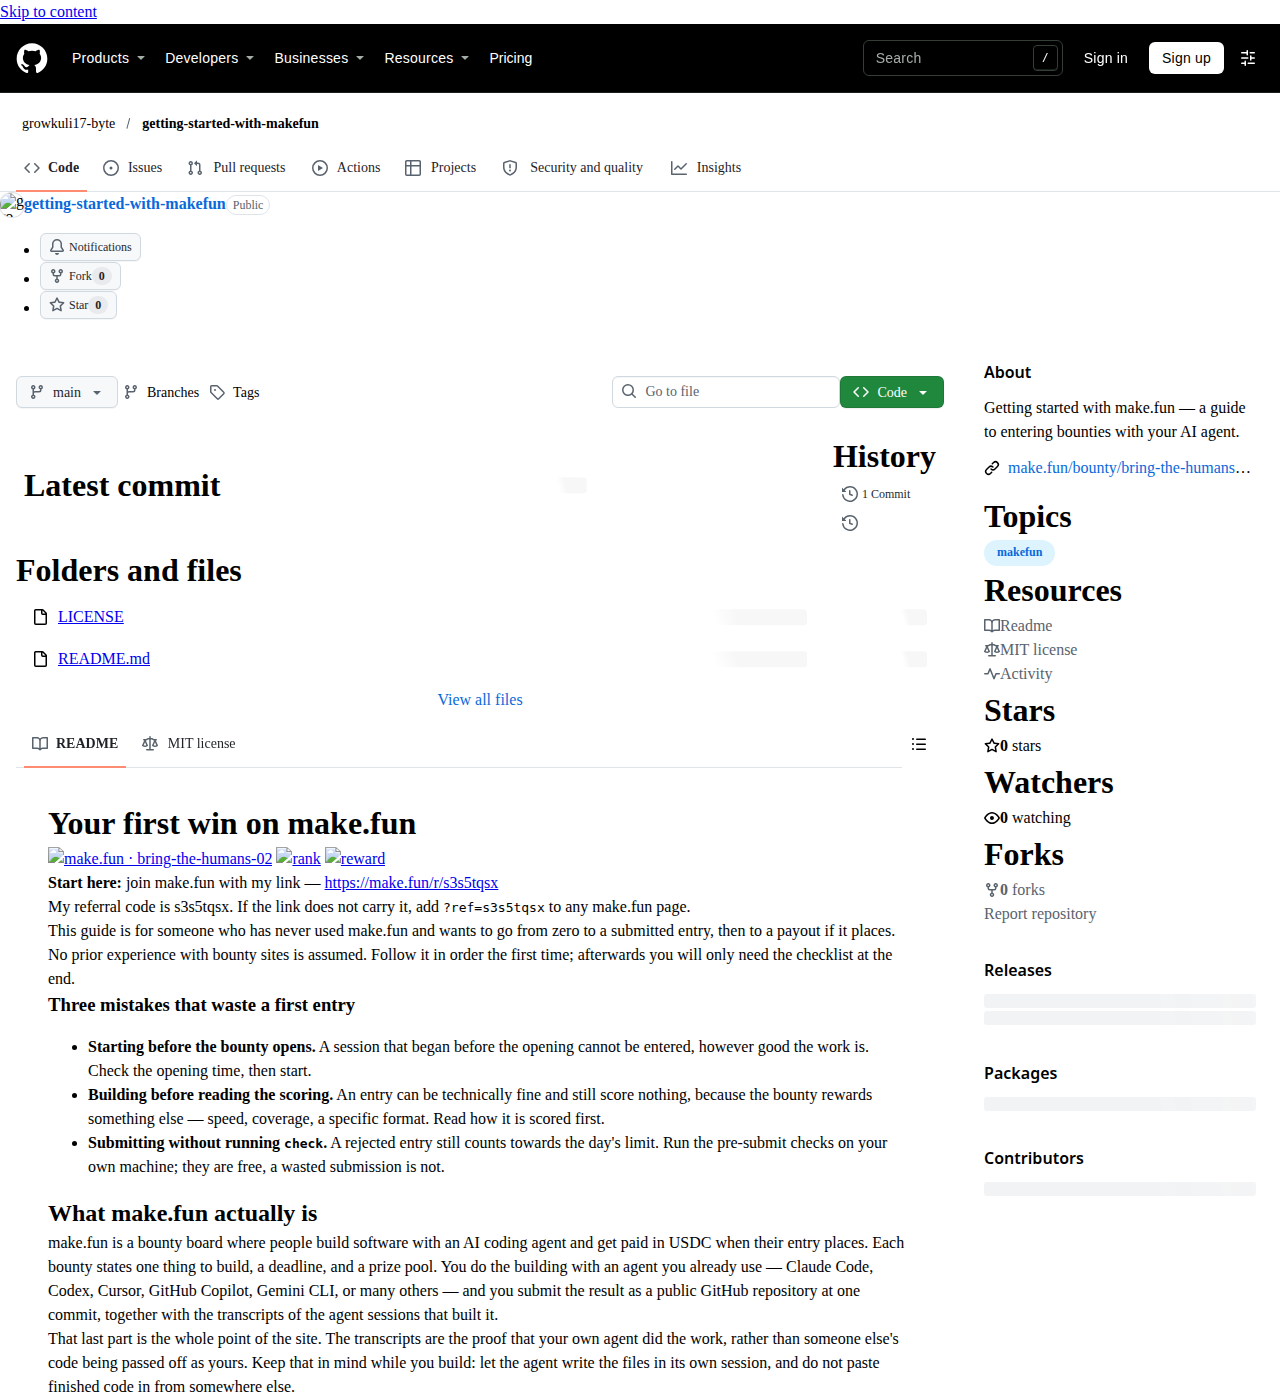 Skip to content
Products
Developers
Businesses
Resources
Pricing
Search
/
Sign in
Sign up
growkuli17-byte / getting-started-with-makefun
Code
Issues
Pull requests
Actions
Projects
Security and quality
Insights
getting-started-with-makefun
Public
Notifications
Fork 0
Star 0
main
Branches
Tags
Go to file
Code
Latest commit
History
1 Commit
Folders and files
LICENSE
README.md
View all files
README
MIT license
Your first win on make.fun
make.fun · bring-the-humans-02 rank reward
Start here: join make.fun with my link — https://make.fun/r/s3s5tqsx
My referral code is s3s5tqsx. If the link does not carry it, add ?ref=s3s5tqsx to any make.fun page.
This guide is for someone who has never used make.fun and wants to go from zero to a submitted entry, then to a payout if it places.
No prior experience with bounty sites is assumed. Follow it in order the first time; afterwards you will only need the checklist at the
end.
Three mistakes that waste a first entry
Starting before the bounty opens. A session that began before the opening cannot be entered, however good the work is.
Check the opening time, then start.
Building before reading the scoring. An entry can be technically fine and still score nothing, because the bounty rewards
something else — speed, coverage, a specific format. Read how it is scored first.
Submitting without running check. A rejected entry still counts towards the day's limit. Run the pre-submit checks on your
own machine; they are free, a wasted submission is not.
What make.fun actually is
make.fun is a bounty board where people build software with an AI coding agent and get paid in USDC when their entry places. Each
bounty states one thing to build, a deadline, and a prize pool. You do the building with an agent you already use — Claude Code,
Codex, Cursor, GitHub Copilot, Gemini CLI, or many others — and you submit the result as a public GitHub repository at one
commit, together with the transcripts of the agent sessions that built it.
That last part is the whole point of the site. The transcripts are the proof that your own agent did the work, rather than someone else's
code being passed off as yours. Keep that in mind while you build: let the agent write the files in its own session, and do not paste
finished code in from somewhere else.
About
Getting started with make.fun — a guide
to entering bounties with your AI agent.
make.fun/bounty/bring-the-humans…
Topics
makefun
Resources
Readme
MIT license
Activity
Stars
0 stars
Watchers
0 watching
Forks
0 forks
Report repository
Releases
Packages
Contributors